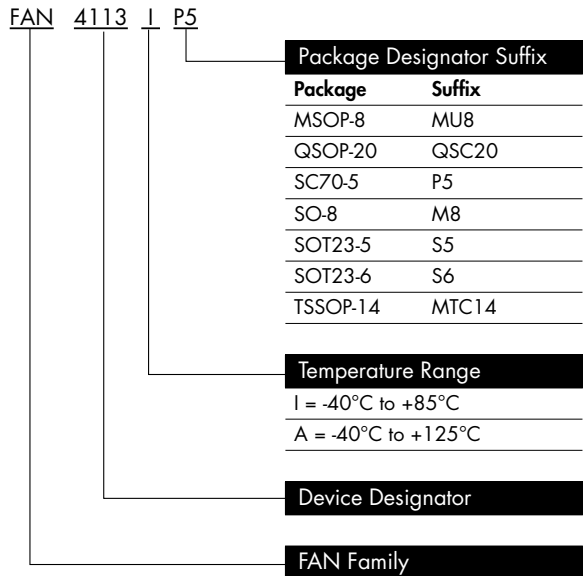 FAN 4113 I P5
Package Designator Suffix
Package Suffix
MSOP-8 MU8
QSOP-20 QSC20
SC70-5 P5
SO-8 M8
SOT23-5 S5
SOT23-6 S6
TSSOP-14 MTC14
Temperature Range
I = -40°C to +85°C
A = -40°C to +125°C
Device Designator
FAN Family